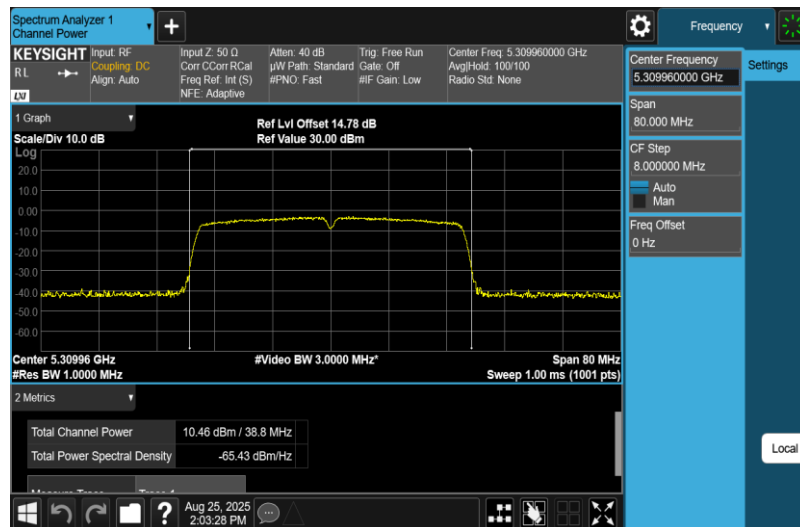 Spectrum Analyzer 1
Channel Power
+
Frequency
KEYSIGHT
RL
LXI
Input: RF
Coupling: DC
Align: Auto
Input Z: 50 Ω
Corr CCorr RCal
Freq Ref: Int (S)
NFE: Adaptive
Atten: 40 dB
µW Path: Standard
#PNO: Fast
Trig: Free Run
Gate: Off
#IF Gain: Low
Center Freq: 5.309960000 GHz
Avg|Hold: 100/100
Radio Std: None
Center Frequency
5.309960000 GHz
Settings
Span
80.000 MHz
CF Step
8.000000 MHz
Auto
Man
Freq Offset
0 Hz
Local
1 Graph
Scale/Div 10.0 dB
Ref Lvl Offset 14.78 dB
Ref Value 30.00 dBm
Log
20.0
10.0
0.00
-10.0
-20.0
-30.0
-40.0
-50.0
-60.0
Center 5.30996 GHz
#Video BW 3.0000 MHz*
Span 80 MHz
#Res BW 1.0000 MHz
Sweep 1.00 ms (1001 pts)
2 Metrics
Total Channel Power 10.46 dBm / 38.8 MHz
Total Power Spectral Density -65.43 dBm/Hz
?
Aug 25, 2025
2:03:28 PM